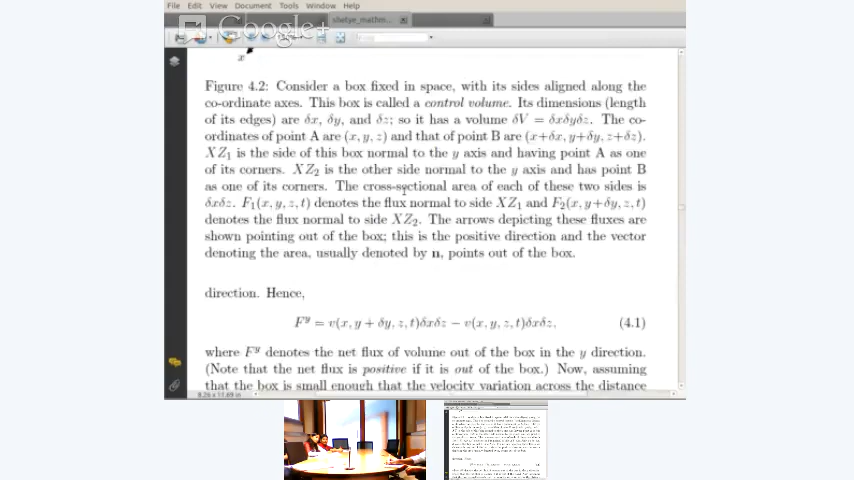 File Edit View Document Tools Window Help
shetye_mathm...
Google+
x
Figure 4.2: Consider a box fixed in space, with its sides aligned along the
co-ordinate axes. This box is called a control volume. Its dimensions (length
of its edges) are δx, δy, and δz; so it has a volume δV = δxδyδz. The co-
ordinates of point A are (x, y, z) and that of point B are (x+δx, y+δy, z+δz).
XZ₁ is the side of this box normal to the y axis and having point A as one
of its corners. XZ₂ is the other side normal to the y axis and has point B
as one of its corners. The cross-sectional area of each of these two sides is
δxδz. F₁(x, y, z, t) denotes the flux normal to side XZ₁ and F₂(x, y+δy, z, t)
denotes the flux normal to side XZ₂. The arrows depicting these fluxes are
shown pointing out of the box; this is the positive direction and the vector
denoting the area, usually denoted by n, points out of the box.
direction. Hence,
Fʸ = v(x, y + δy, z, t)δxδz − v(x, y, z, t)δxδz, (4.1)
where Fʸ denotes the net flux of volume out of the box in the y direction.
(Note that the net flux is positive if it is out of the box.) Now, assuming
that the box is small enough that the velocity variation across the distance
8.26 x 11.69 in